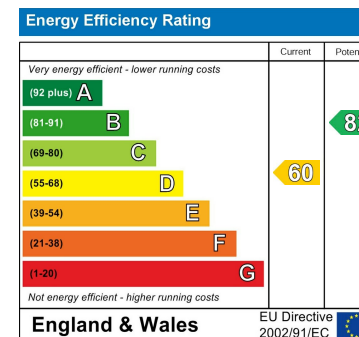 Energy Efficiency Rating
Current
Very energy efficient - lower running costs
(92 plus) A
(81-91) B
(69-80) C
(55-68) D
60
(39-54) E
(21-38) F
(1-20) G
Not energy efficient - higher running costs
England & Wales
EU Directive
2002/91/EC